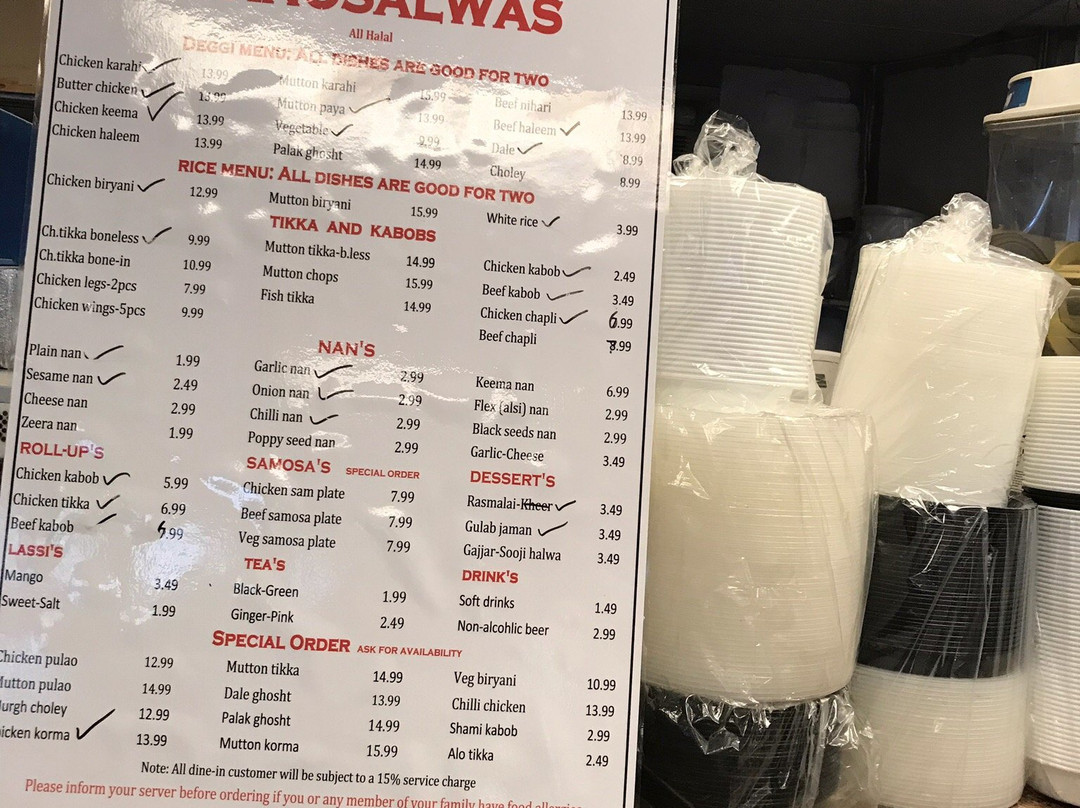 SALWAS
All Halal
DEGGI MENU: ALL DISHES ARE GOOD FOR TWO
Chicken karahi 13.99 Mutton karahi 15.99 Beef nihari 13.99
Butter chicken 13.99 Mutton paya 13.99 Beef haleem 13.99
Chicken keema 13.99 Vegetable 9.99 Dale 8.99
Chicken haleem 13.99 Palak ghosht 14.99 Choley 8.99
RICE MENU: ALL DISHES ARE GOOD FOR TWO
Chicken biryani 12.99 Mutton biryani 15.99 White rice 3.99
TIKKA AND KABOBS
Ch.tikka boneless 9.99 Mutton tikka-b.less 14.99 Chicken kabob 2.49
Ch.tikka bone-in 10.99 Mutton chops 15.99 Beef kabob 3.49
Chicken legs-2pcs 7.99 Fish tikka 14.99 Chicken chapli 6.99
Chicken wings-5pcs 9.99 Beef chapli .99
NAN'S
Plain nan 1.99 Garlic nan 2.99 Keema nan 6.99
Sesame nan 2.49 Onion nan 2.99 Flex (alsi) nan 2.99
Cheese nan 2.99 Chilli nan 2.99 Black seeds nan 2.99
Zeera nan 1.99 Poppy seed nan 2.99 Garlic-Cheese 3.49
ROLL-UP'S SAMOSA'S SPECIAL ORDER DESSERT'S
Chicken kabob 5.99 Chicken sam plate 7.99 Rasmalai-Kheer 3.49
Chicken tikka 6.99 Beef samosa plate 7.99 Gulab jaman 3.49
Beef kabob .99 Veg samosa plate 7.99 Gajjar-Sooji halwa 3.49
LASSI'S TEA'S DRINK'S
Mango 3.49 Black-Green 1.99 Soft drinks 1.49
Sweet-Salt 1.99 Ginger-Pink 2.49 Non-alcohlic beer 2.99
SPECIAL ORDER ASK FOR AVAILABILITY
Chicken pulao 12.99 Mutton tikka 14.99 Veg biryani 10.99
Mutton pulao 14.99 Dale ghosht 13.99 Chilli chicken 13.99
urgh choley 12.99 Palak ghosht 14.99 Shami kabob 2.99
icken korma 13.99 Mutton korma 15.99 Alo tikka 2.49
Note: All dine-in customer will be subject to a 15% service charge
Please inform your server before ordering if you or any member of your family have food allergies